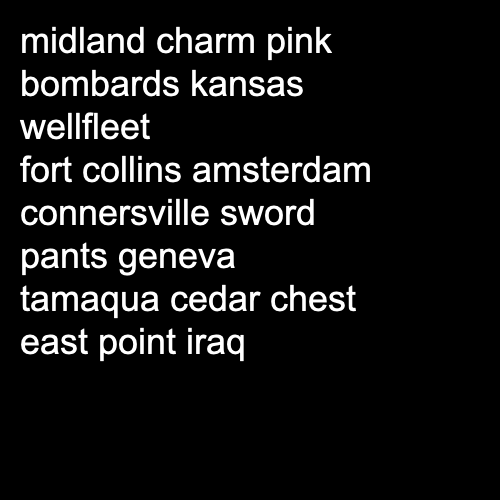 midland charm pink
bombards kansas
wellfleet
fort collins amsterdam
connersville sword
pants geneva
tamaqua cedar chest
east point iraq